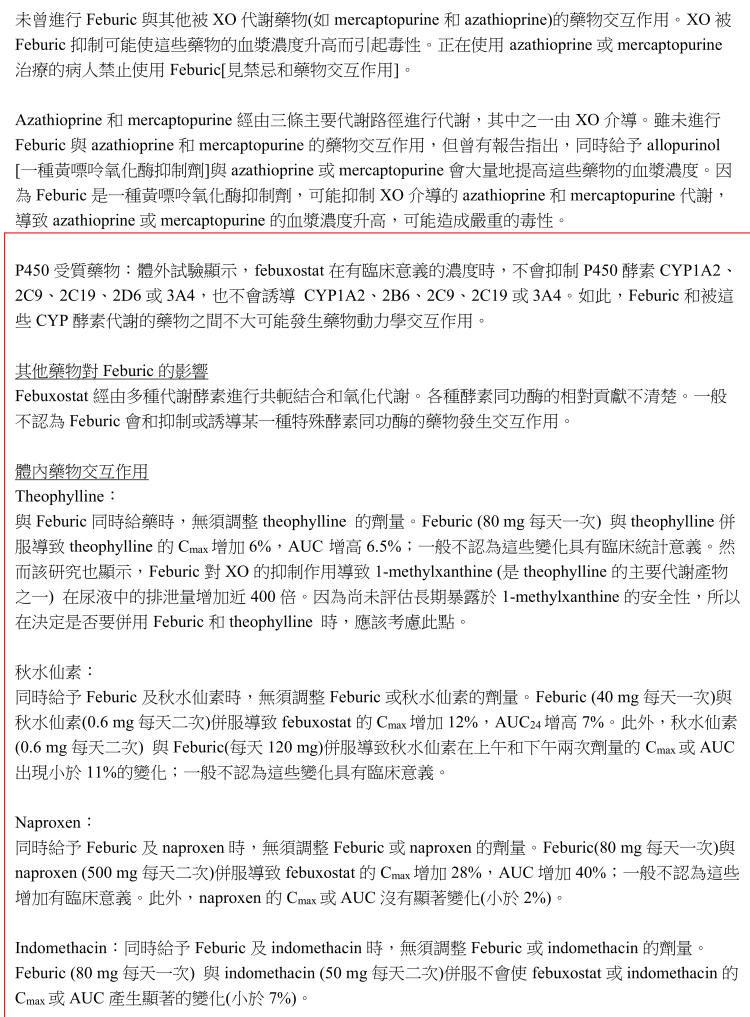 未曾進行 Feburic 與其他被 XO 代謝藥物(如 mercaptopurine 和 azathioprine)的藥物交互作用。XO 被
Feburic 抑制可能使這些藥物的血漿濃度升高而引起毒性。正在使用 azathioprine 或 mercaptopurine
治療的病人禁止使用 Feburic[見禁忌和藥物交互作用]。
Azathioprine 和 mercaptopurine 經由三條主要代謝路徑進行代謝，其中之一由 XO 介導。雖未進行
Feburic 與 azathioprine 和 mercaptopurine 的藥物交互作用，但曾有報告指出，同時給予 allopurinol
[一種黃嘌呤氧化酶抑制劑]與 azathioprine 或 mercaptopurine 會大量地提高這些藥物的血漿濃度。因
為 Feburic 是一種黃嘌呤氧化酶抑制劑，可能抑制 XO 介導的 azathioprine 和 mercaptopurine 代謝，
導致 azathioprine 或 mercaptopurine 的血漿濃度升高，可能造成嚴重的毒性。
P450 受質藥物：體外試驗顯示，febuxostat 在有臨床意義的濃度時，不會抑制 P450 酵素 CYP1A2、
2C9、2C19、2D6 或 3A4，也不會誘導 CYP1A2、2B6、2C9、2C19 或 3A4。如此，Feburic 和被這
些 CYP 酵素代謝的藥物之間不大可能發生藥物動力學交互作用。
其他藥物對 Feburic 的影響
Febuxostat 經由多種代謝酵素進行共軛結合和氧化代謝。各種酵素同功酶的相對貢獻不清楚。一般
不認為 Feburic 會和抑制或誘導某一種特殊酵素同功酶的藥物發生交互作用。
體內藥物交互作用
Theophylline：
與 Feburic 同時給藥時，無須調整 theophylline 的劑量。Feburic (80 mg 每天一次) 與 theophylline 併
服導致 theophylline 的 Cmax 增加 6%，AUC 增高 6.5%；一般不認為這些變化具有臨床統計意義。然
而該研究也顯示，Feburic 對 XO 的抑制作用導致 1-methylxanthine (是 theophylline 的主要代謝產物
之一) 在尿液中的排泄量增加近 400 倍。因為尚未評估長期暴露於 1-methylxanthine 的安全性，所以
在決定是否要併用 Feburic 和 theophylline 時，應該考慮此點。
秋水仙素：
同時給予 Feburic 及秋水仙素時，無須調整 Feburic 或秋水仙素的劑量。Feburic (40 mg 每天一次)與
秋水仙素(0.6 mg 每天二次)併服導致 febuxostat 的 Cmax 增加 12%，AUC24 增高 7%。此外，秋水仙素
(0.6 mg 每天二次) 與 Feburic(每天 120 mg)併服導致秋水仙素在上午和下午兩次劑量的 Cmax 或 AUC
出現小於 11%的變化；一般不認為這些變化具有臨床意義。
Naproxen：
同時給予 Feburic 及 naproxen 時，無須調整 Feburic 或 naproxen 的劑量。Feburic(80 mg 每天一次)與
naproxen (500 mg 每天二次)併服導致 febuxostat 的 Cmax 增加 28%，AUC 增加 40%；一般不認為這些
增加有臨床意義。此外，naproxen 的 Cmax 或 AUC 沒有顯著變化(小於 2%)。
Indomethacin：同時給予 Feburic 及 indomethacin 時，無須調整 Feburic 或 indomethacin 的劑量。
Feburic (80 mg 每天一次) 與 indomethacin (50 mg 每天二次)併服不會使 febuxostat 或 indomethacin 的
Cmax 或 AUC 產生顯著的變化(小於 7%)。